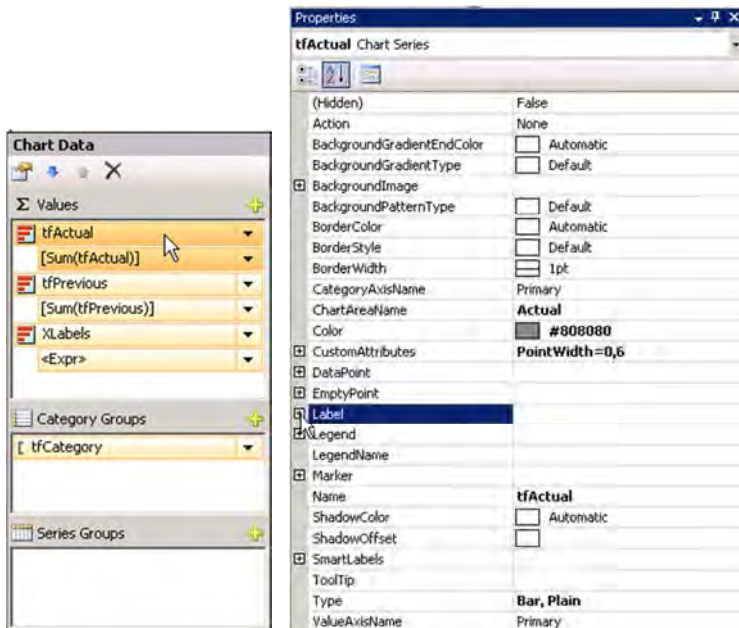 Chart Data
Σ Values
tfActual
[Sum(tfActual)]
tfPrevious
[Sum(tfPrevious)]
XLabels
«Expr»
Category Groups
tfCategory
Series Groups
Properties
tfActual Chart Series
(Hidden) False
Action None
BackgroundGradientEndColor Automatic
BackgroundGradientType Default
BackgroundImage
BackgroundPatternType Default
BorderColor Automatic
BorderStyle Default
BorderWidth 1pt
CategoryAxisName Primary
ChartAreaName Actual
Color #808080
CustomAttributes PointWidth=0,6
DataPoint
EmptyPoint
Label
Legend
LegendName
Marker
Name tfActual
ShadowColor Automatic
ShadowOffset
SmartLabels
ToolTip
Type Bar, Plain
ValueAxisName Primary